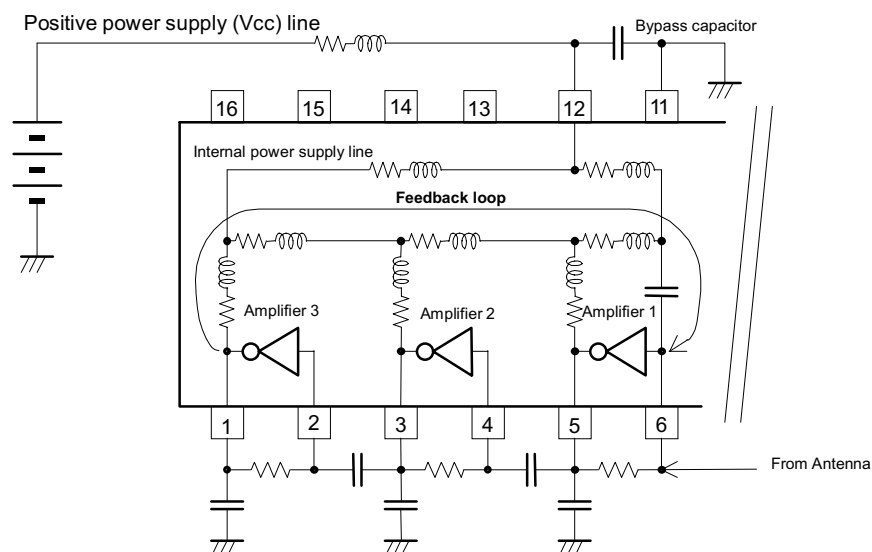 Positive power supply (Vcc) line
Bypass capacitor
16 15 14 13 12 11
Internal power supply line
Feedback loop
Amplifier 3 Amplifier 2 Amplifier 1
1 2 3 4 5 6
From Antenna